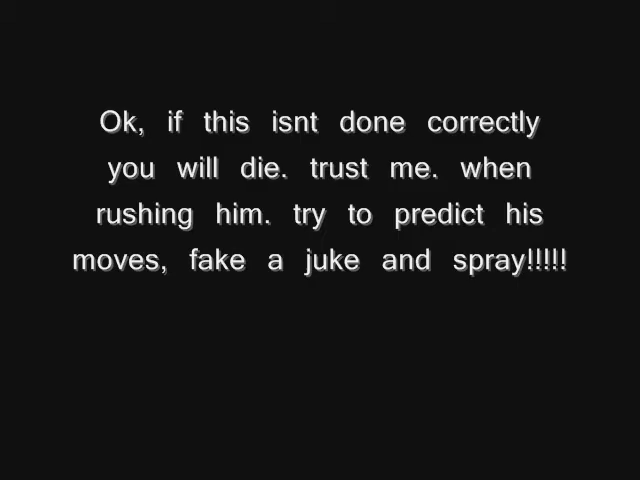 Ok, if this isnt done correctly
you will die. trust me. when
rushing him. try to predict his
moves, fake a juke and spray!!!!!